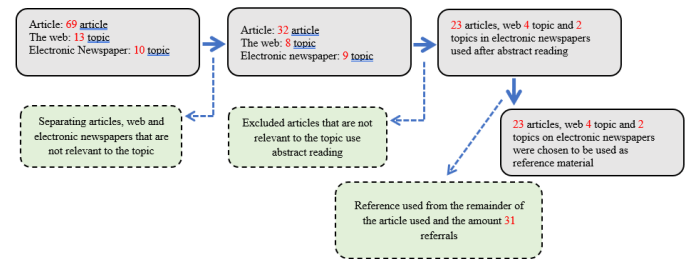 Article: 69 article
The web: 13 topic
Electronic Newspaper: 10 topic
Article: 32 article
The web: 8 topic
Electronic newspaper: 9 topic
23 articles, web 4 topic and 2
topics in electronic newspapers
used after abstract reading
Separating articles, web and
electronic newspapers that are
not relevant to the topic
Excluded articles that are not
relevant to the topic use
abstract reading
23 articles, web 4 topic and 2
topics on electronic newspapers
were chosen to be used as
reference material
Reference used from the remainder of
the article used and the amount 31
referrals